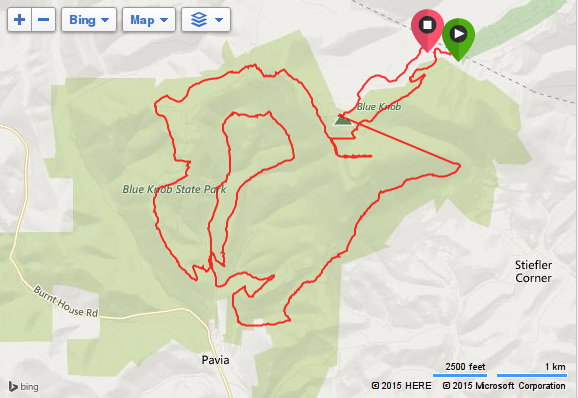 + − Bing Map
Blue Knob
Blue Knob State Park
Stiefler
Corner
Burnt House Rd
Pavia
2500 feet 1 km
bing © 2015 HERE © 2015 Microsoft Corporation